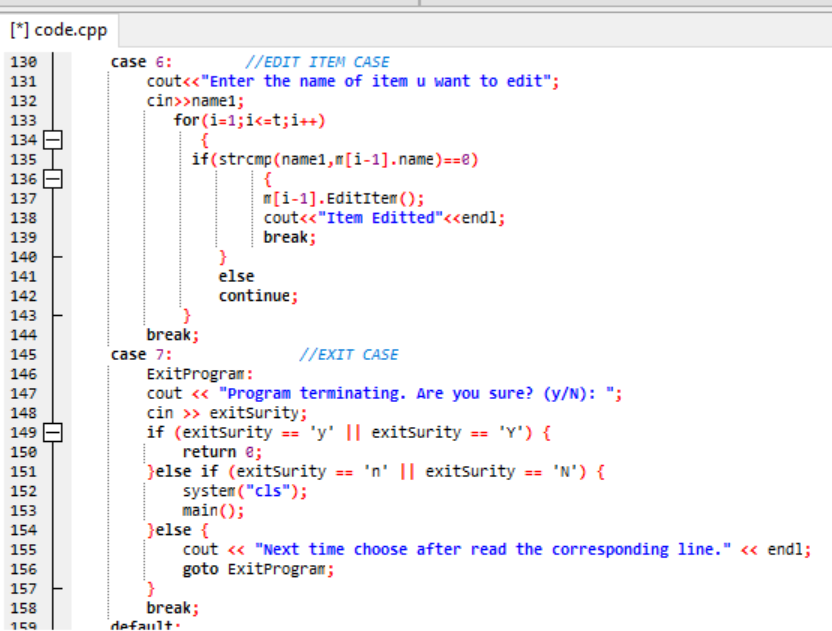 [*] code.cpp
130 case 6: //EDIT ITEM CASE
131 cout<<"Enter the name of item u want to edit";
132 cin>>name1;
133 for(i=1;i<=t;i++)
134 {
135 if(strcmp(name1,m[i-1].name)==0)
136 {
137 m[i-1].EditItem();
138 cout<<"Item Editted"<<endl;
139 break;
140 }
141 else
142 continue;
143 }
144 break;
145 case 7: //EXIT CASE
146 ExitProgram:
147 cout << "Program terminating. Are you sure? (y/N): ";
148 cin >> exitSurity;
149 if (exitSurity == 'y' || exitSurity == 'Y') {
150 return 0;
151 }else if (exitSurity == 'n' || exitSurity == 'N') {
152 system("cls");
153 main();
154 }else {
155 cout << "Next time choose after read the corresponding line." << endl;
156 goto ExitProgram;
157 }
158 break;
159 default: